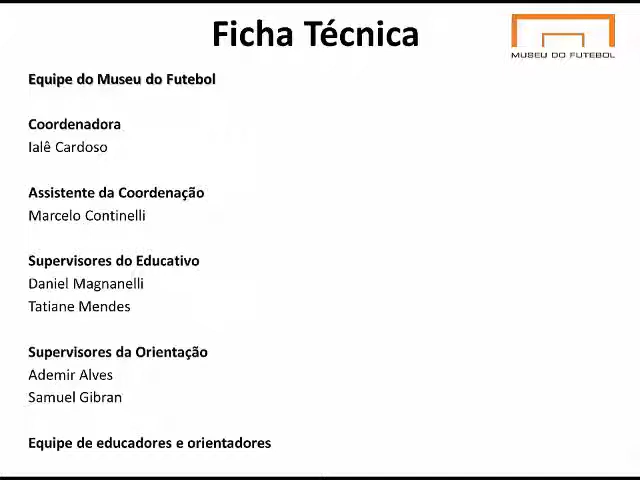 Ficha Técnica
MUSEU DO FUTEBOL
Equipe do Museu do Futebol
Coordenadora
Ialê Cardoso
Assistente da Coordenação
Marcelo Continelli
Supervisores do Educativo
Daniel Magnanelli
Tatiane Mendes
Supervisores da Orientação
Ademir Alves
Samuel Gibran
Equipe de educadores e orientadores